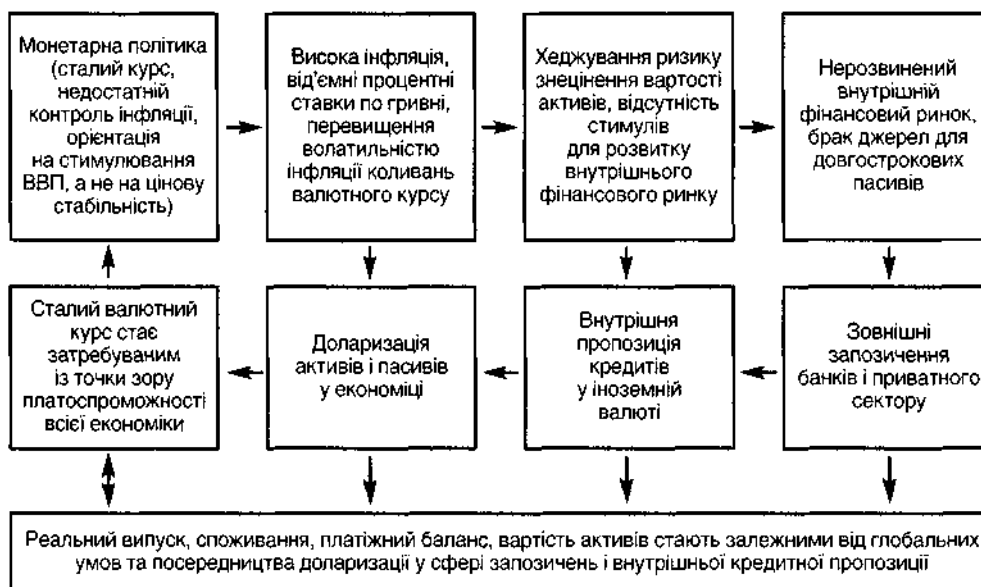 Монетарна політика
(сталий курс,
недостатній
контроль інфляції,
орієнтація
на стимулювання
ВВП, а не на цінову
стабільність)
Висока інфляція,
від'ємні процентні
ставки по гривні,
перевищення
волатильністю
інфляції коливань
валютного курсу
Хеджування ризику
знецінення вартості
активів, відсутність
стимулів
для розвитку
внутрішнього
фінансового ринку
Нерозвинений
внутрішній
фінансовий ринок,
брак джерел для
довгострокових
пасивів
Сталий валютний
курс стає
затребуваним
із точки зору
платоспроможності
всієї економіки
Доларизація
активів і пасивів
у економіці
Внутрішня
пропозиція
кредитів
у іноземній
валюті
Зовнішні
запозичення
банків і приватного
сектору
Реальний випуск, споживання, платіжний баланс, вартість активів стають залежними від глобальних
умов та посередництва доларизації у сфері запозичень і внутрішньої кредитної пропозиції